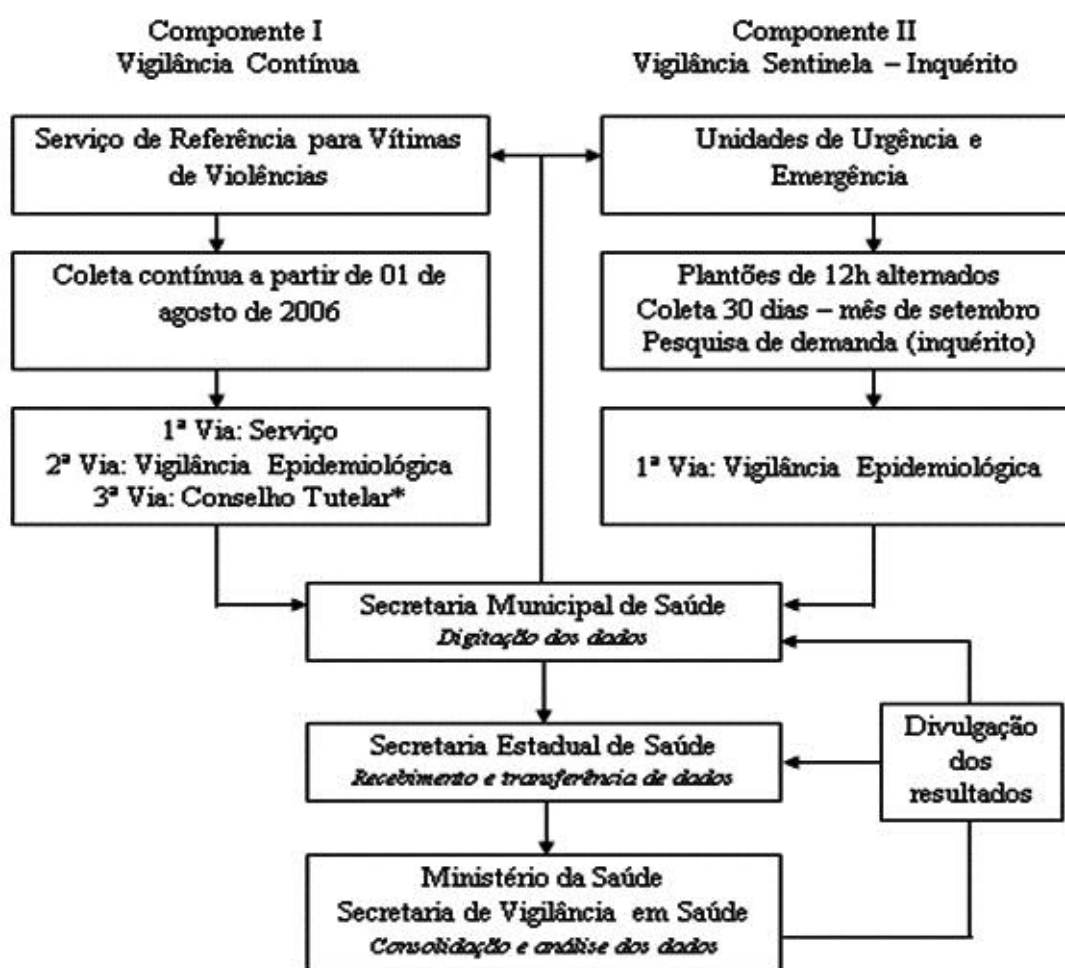 Componente I
Vigilância Contínua
Componente II
Vigilância Sentinela – Inquérito
Serviço de Referência para Vítimas
de Violências
Unidades de Urgência e
Emergência
Coleta contínua a partir de 01 de
agosto de 2006
Plantões de 12h alternados
Coleta 30 dias – mês de setembro
Pesquisa de demanda (inquérito)
1ª Via: Serviço
2ª Via: Vigilância Epidemiológica
3ª Via: Conselho Tutelar*
1ª Via: Vigilância Epidemiológica
Secretaria Municipal de Saúde
Digitação dos dados
Secretaria Estadual de Saúde
Recebimento e transferência de dados
Divulgação
dos
resultados
Ministério da Saúde
Secretaria de Vigilância em Saúde
Consolidação e análise dos dados